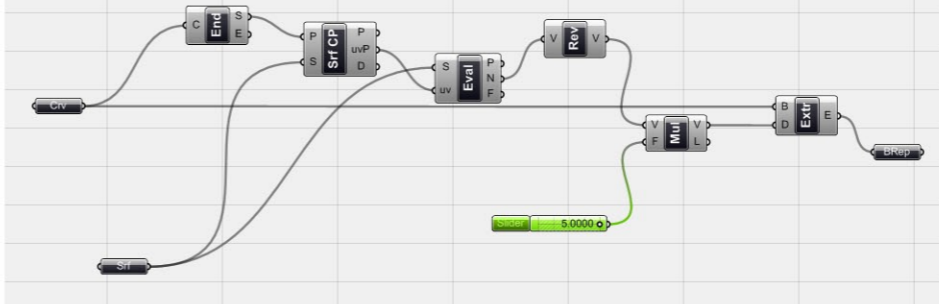 C End S E
P S Srf CP P uvP D
S uv Eval P N F
V Rev V
Crv
V F Mul V L
B D Extr E
BRep
Slider 5.0000
Srf